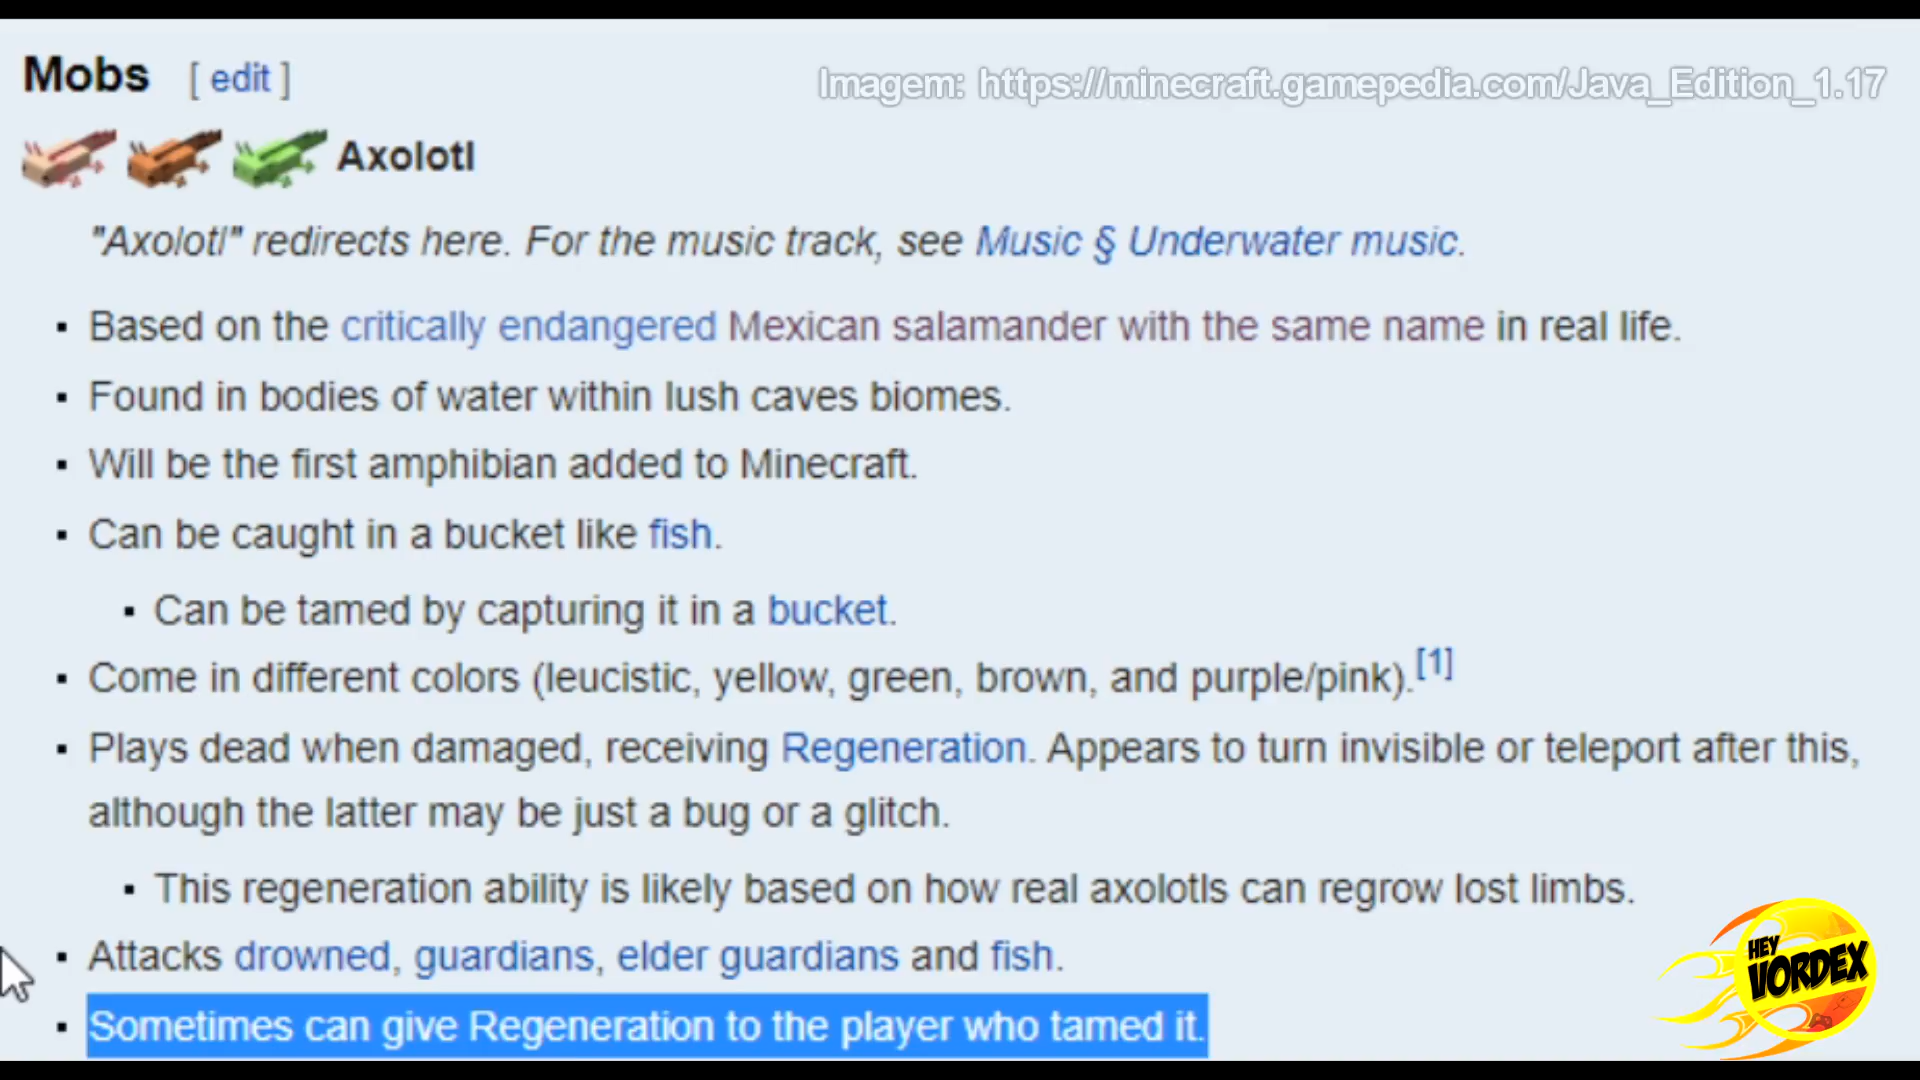 Mobs [ edit ]
Imagem: https://minecraft.gamepedia.com/Java_Edition_1.17
Axolotl
"Axolotl" redirects here. For the music track, see Music § Underwater music.
▪ Based on the critically endangered Mexican salamander with the same name in real life.
▪ Found in bodies of water within lush caves biomes.
▪ Will be the first amphibian added to Minecraft.
▪ Can be caught in a bucket like fish.
▪ Can be tamed by capturing it in a bucket.
▪ Come in different colors (leucistic, yellow, green, brown, and purple/pink).[1]
▪ Plays dead when damaged, receiving Regeneration. Appears to turn invisible or teleport after this,
although the latter may be just a bug or a glitch.
▪ This regeneration ability is likely based on how real axolotls can regrow lost limbs.
▪ Attacks drowned, guardians, elder guardians and fish.
▪ Sometimes can give Regeneration to the player who tamed it.
HEY
VORDEX